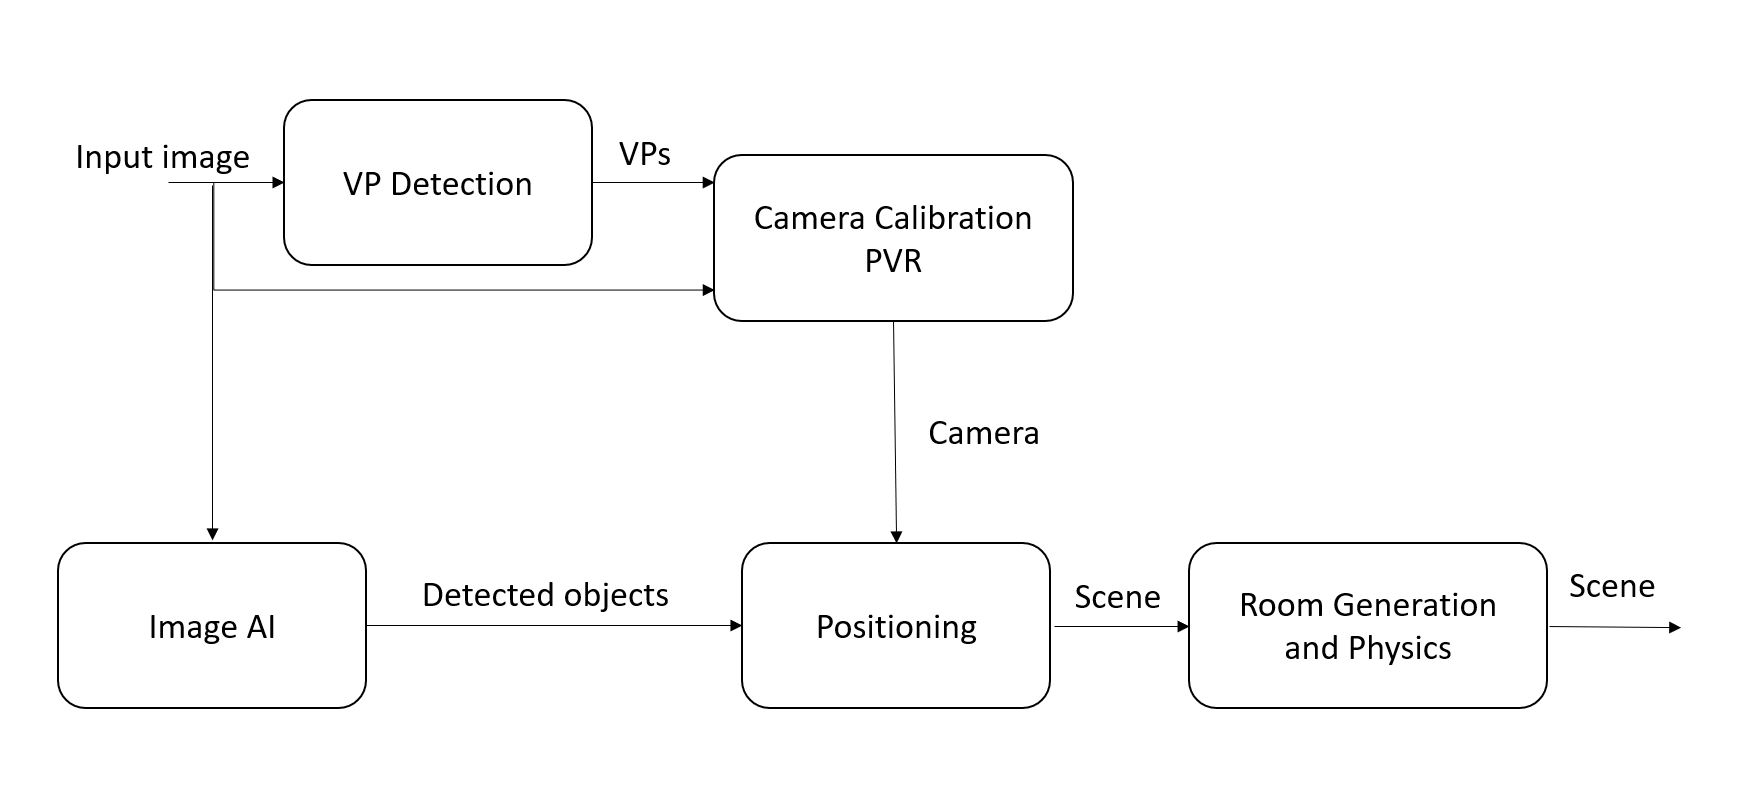 Input image
VP Detection
VPs
Camera Calibration
PVR
Camera
Image AI
Detected objects
Positioning
Scene
Room Generation
and Physics
Scene